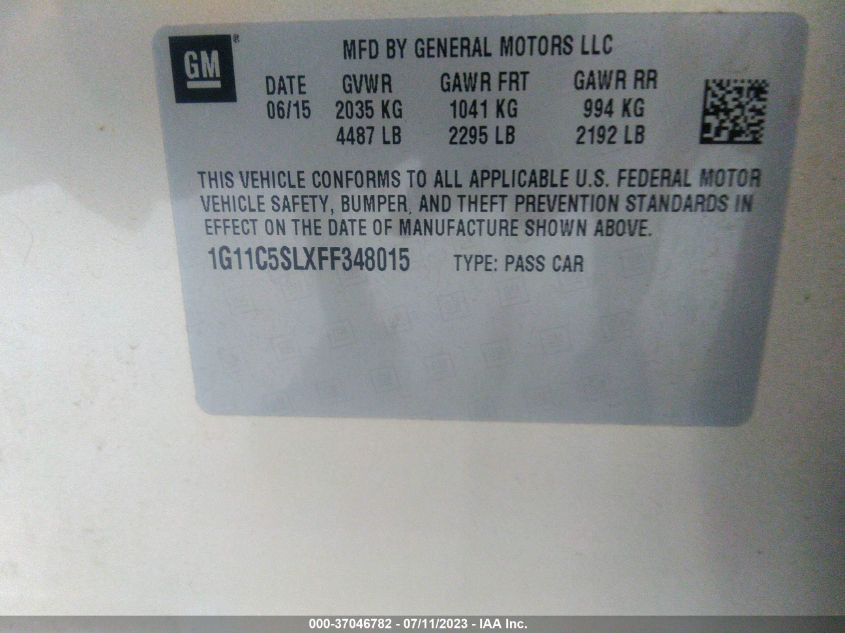 GM®
MFD BY GENERAL MOTORS LLC
DATE GVWR GAWR FRT GAWR RR
06/15 2035 KG 1041 KG 994 KG
4487 LB 2295 LB 2192 LB
THIS VEHICLE CONFORMS TO ALL APPLICABLE U.S. FEDERAL MOTOR
VEHICLE SAFETY, BUMPER, AND THEFT PREVENTION STANDARDS IN
EFFECT ON THE DATE OF MANUFACTURE SHOWN ABOVE.
1G11C5SLXFF348015 TYPE: PASS CAR
000-37046782 - 07/11/2023 - IAA Inc.